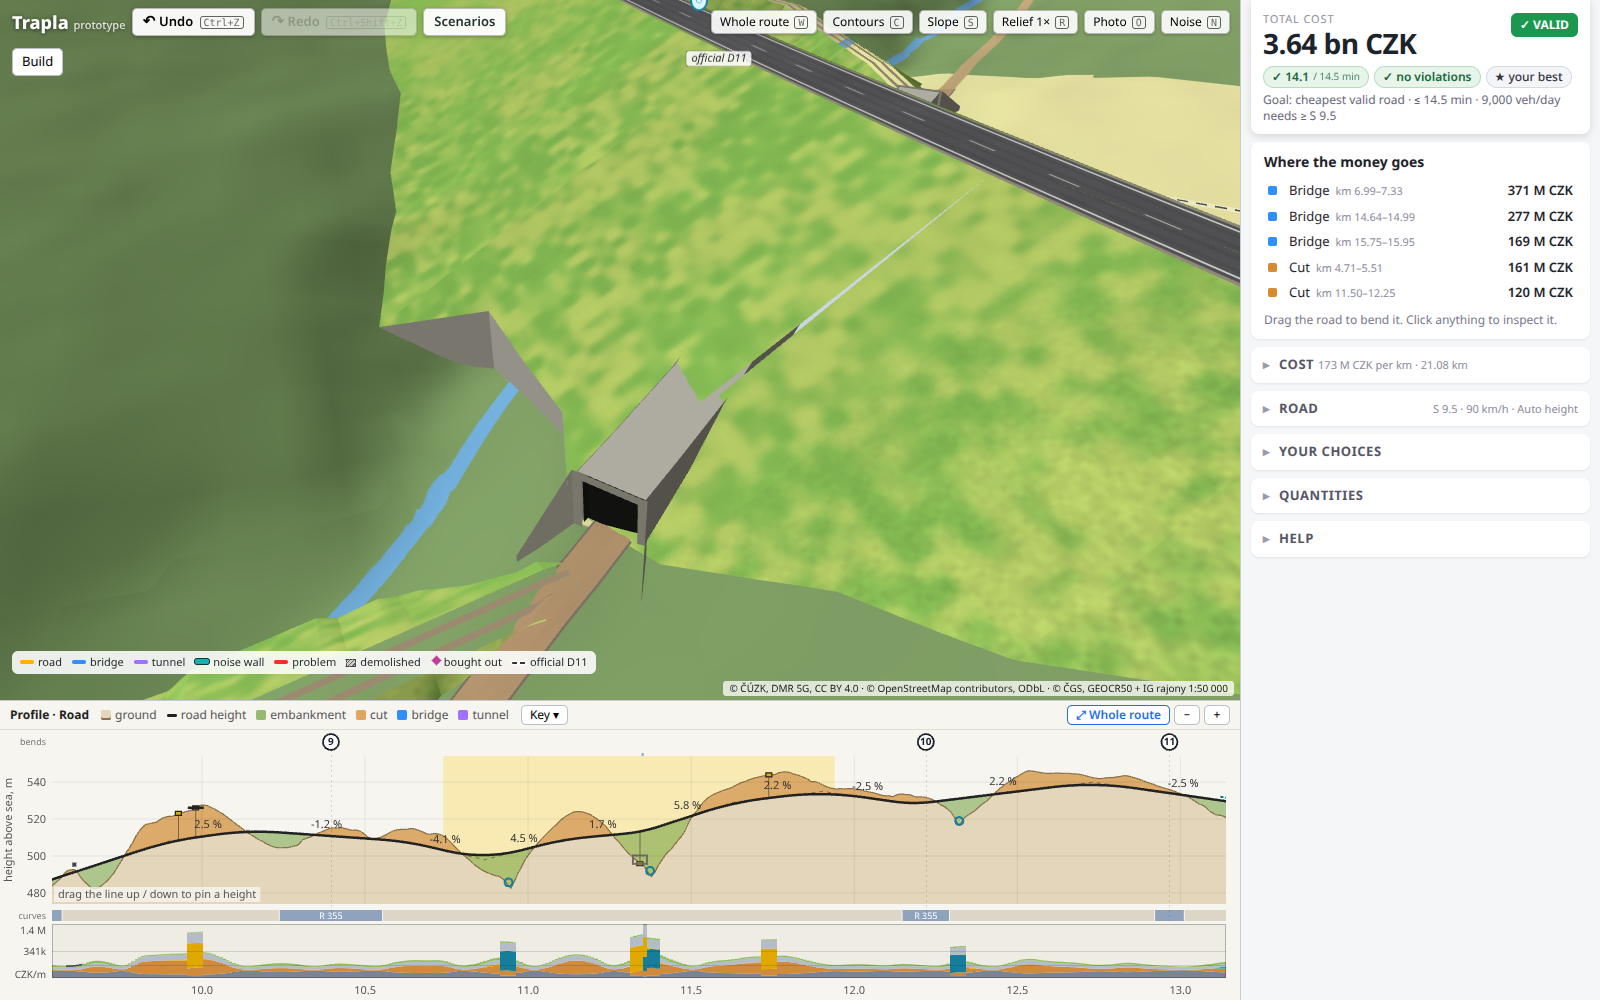 Trapla prototype
↶ Undo Ctrl+Z
↷ Redo Ctrl+Shift+Z
Scenarios
Whole route W
Contours C
Slope S
Relief 1× R
Photo O
Noise N
Build
official D11
road
bridge
tunnel
noise wall
problem
demolished
bought out
official D11
© ČÚZK, DMR 5G, CC BY 4.0 · © OpenStreetMap contributors, ODbL · © ČGS, GEOCR50 + IG rajony 1:50 000
TOTAL COST
3.64 bn CZK
✓ VALID
✓ 14.1 / 14.5 min
✓ no violations
★ your best
Goal: cheapest valid road · ≤ 14.5 min · 9,000 veh/day
needs ≥ S 9.5
Where the money goes
Bridge km 6.99–7.33 371 M CZK
Bridge km 14.64–14.99 277 M CZK
Bridge km 15.75–15.95 169 M CZK
Cut km 4.71–5.51 161 M CZK
Cut km 11.50–12.25 120 M CZK
Drag the road to bend it. Click anything to inspect it.
▶ COST 173 M CZK per km · 21.08 km
▶ ROAD S 9.5 · 90 km/h · Auto height
▶ YOUR CHOICES
▶ QUANTITIES
▶ HELP
Profile · Road
ground
road height
embankment
cut
bridge
tunnel
Key ▾
⤢ Whole route
−
+
bends
9
10
11
height above sea, m
540
520
500
480
2.5 %
-1.2 %
-4.1 %
4.5 %
1.7 %
5.8 %
2.2 %
-2.5 %
2.2 %
-2.5 %
drag the line up / down to pin a height
curves
R 355
R 355
1.4 M
341k
CZK/m
10.0
10.5
11.0
11.5
12.0
12.5
13.0